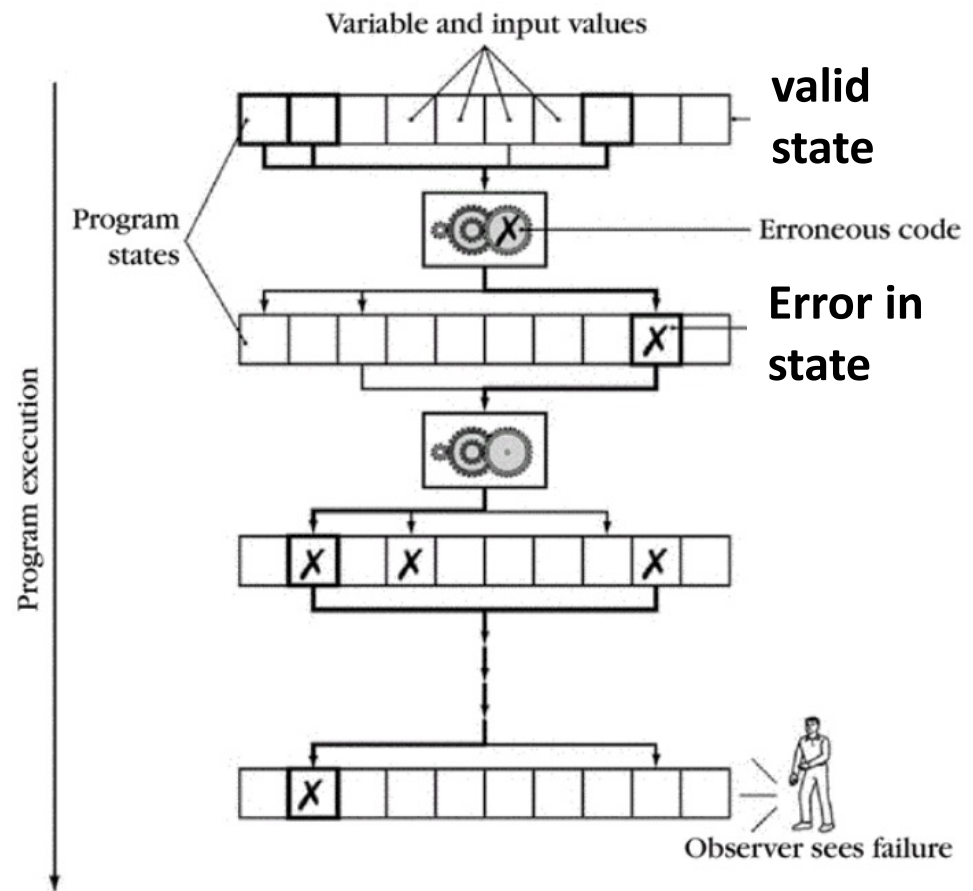 Variable and input values
valid
state
Program
states
Erroneous code
Error in
state
Program execution
X
X
X
X
X
Observer sees failure